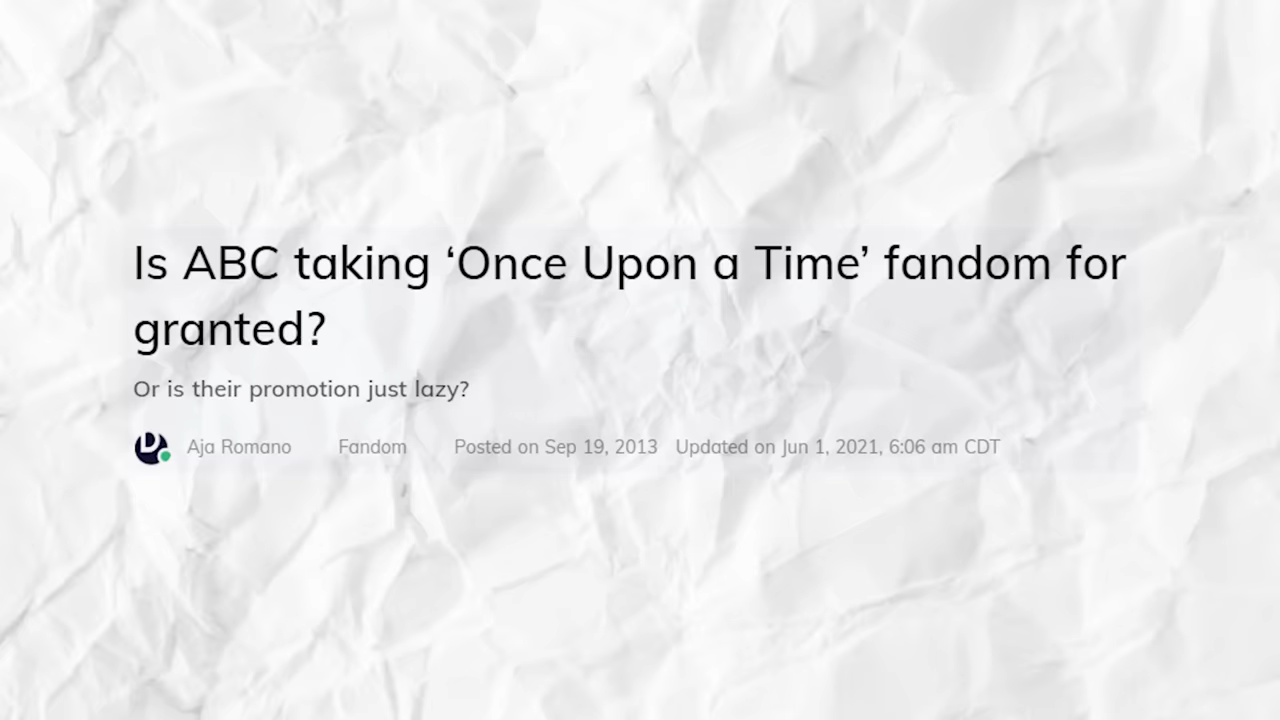 Is ABC taking ‘Once Upon a Time’ fandom for
granted?
Or is their promotion just lazy?
Aja Romano Fandom Posted on Sep 19, 2013 Updated on Jun 1, 2021, 6:06 am CDT